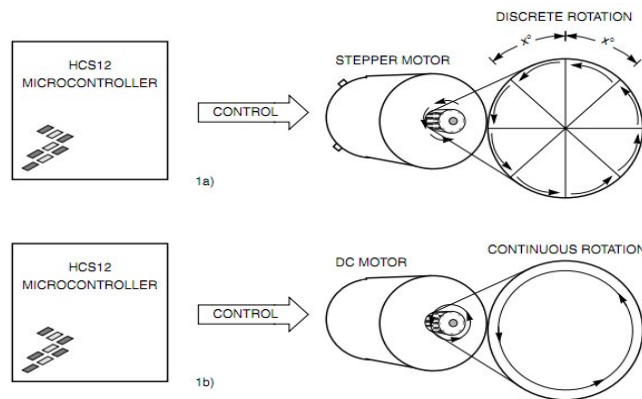 DISCRETE ROTATION
x° x°
HCS12
MICROCONTROLLER
STEPPER MOTOR
CONTROL
1a)
HCS12
MICROCONTROLLER
DC MOTOR
CONTINUOUS ROTATION
CONTROL
1b)